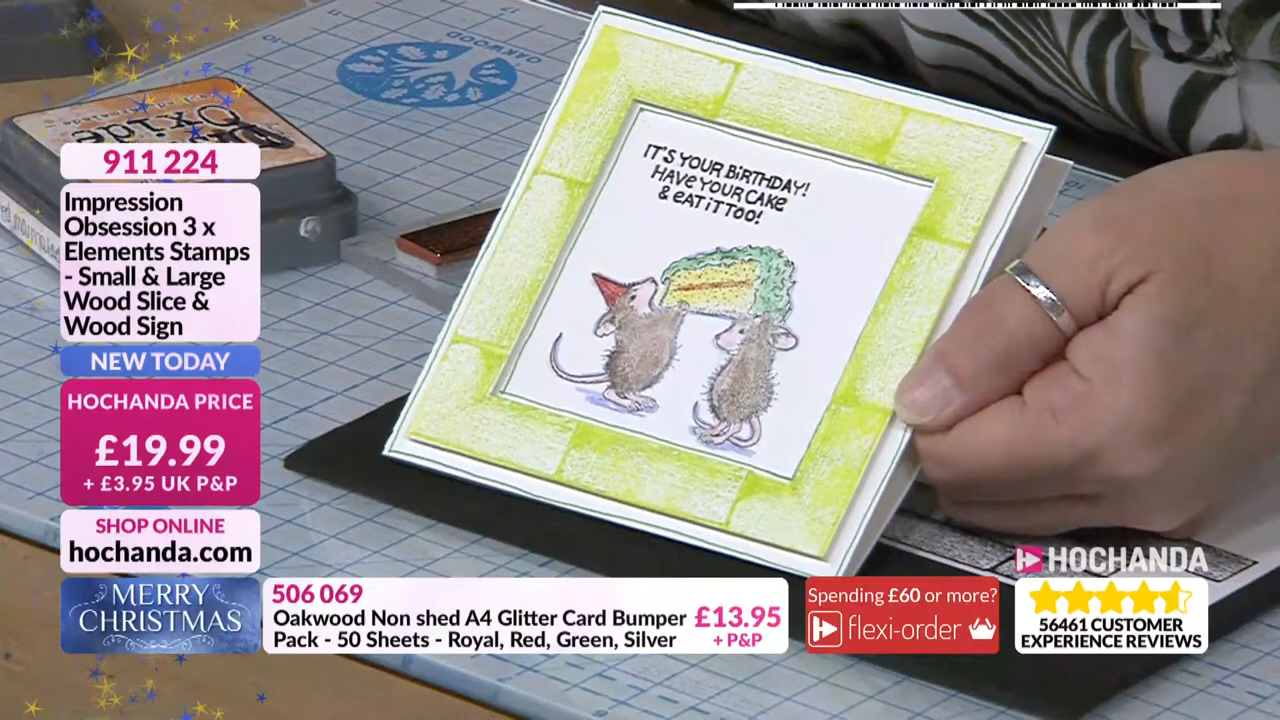 OAKWOOD
Oxide
911 224
Impression
Obsession 3 x
Elements Stamps
- Small & Large
Wood Slice &
Wood Sign
NEW TODAY
HOCHANDA PRICE
£19.99
+ £3.95 UK P&P
SHOP ONLINE
hochanda.com
IT'S YOUR BiRTHDAY!
HAVe YOUR CAKe
& eAT iT TOO!
HOCHANDA
MERRY
CHRISTMAS
506 069
Oakwood Non shed A4 Glitter Card Bumper
Pack - 50 Sheets - Royal, Red, Green, Silver
£13.95
+ P&P
Spending £60 or more?
flexi-order
56461 CUSTOMER
EXPERIENCE REVIEWS